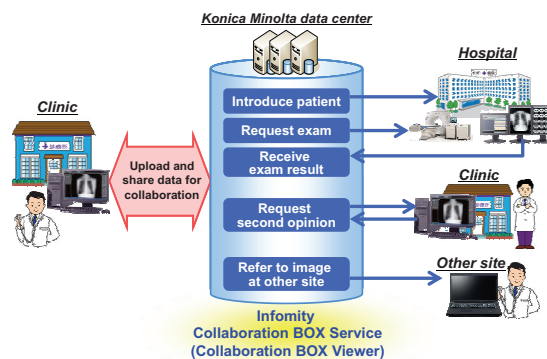 Konica Minolta data center
Hospital
Clinic
Introduce patient
Request exam
Receive
exam result
Upload and
share data for
collaboration
Clinic
Request
second opinion
Other site
Refer to image
at other site
Infomity
Collaboration BOX Service
(Collaboration BOX Viewer)